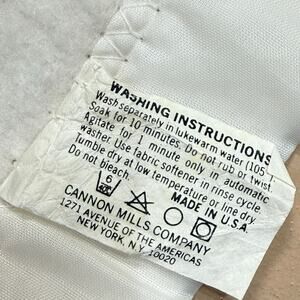 WASHING INSTRUCTIONS
Wash separately in lukewarm water (105
Soak for 10 minutes. Do not rub or twist.
Agitate for 1 minute only in automatic
washer. Use fabric softener in rinse cycle.
Tumble dry at low temperature or line dry.
Do not bleach.
MADE IN U.S.A.
6
CANNON MILLS COMPANY
1271 AVENUE OF THE AMERICAS
NEW YORK, N.Y. 10020